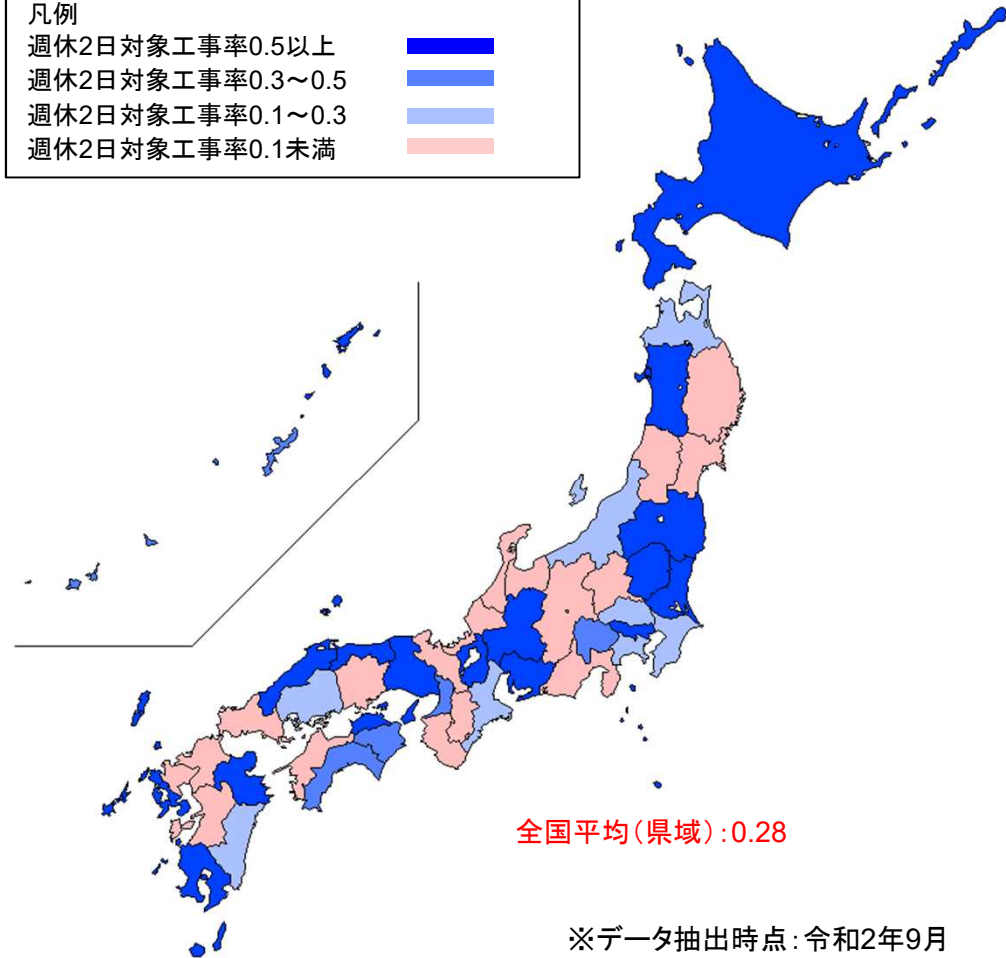 凡例
週休2日対象工事率0.5以上
週休2日対象工事率0.3～0.5
週休2日対象工事率0.1～0.3
週休2日対象工事率0.1未満
全国平均（県域）：0.28
※データ抽出時点：令和2年9月